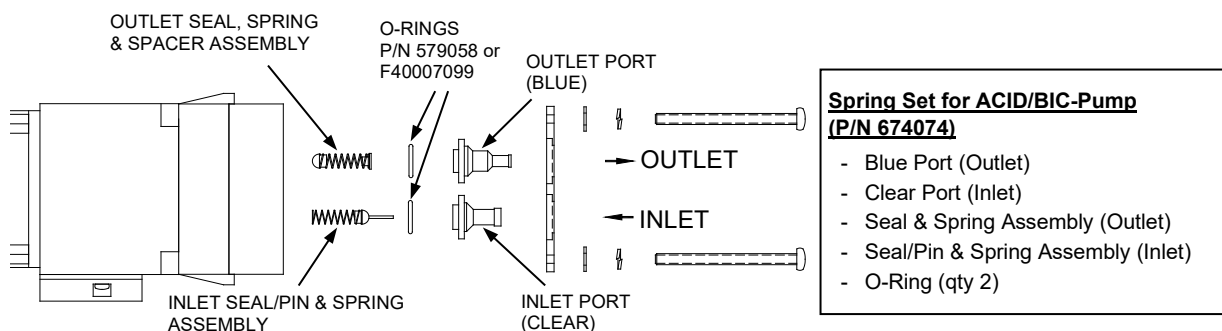 OUTLET SEAL, SPRING
& SPACER ASSEMBLY
O-RINGS
P/N 579058 or
F40007099
OUTLET PORT
(BLUE)
OUTLET
INLET
INLET SEAL/PIN & SPRING
ASSEMBLY
INLET PORT
(CLEAR)
Spring Set for ACID/BIC-Pump
(P/N 674074)
- Blue Port (Outlet)
- Clear Port (Inlet)
- Seal & Spring Assembly (Outlet)
- Seal/Pin & Spring Assembly (Inlet)
- O-Ring (qty 2)